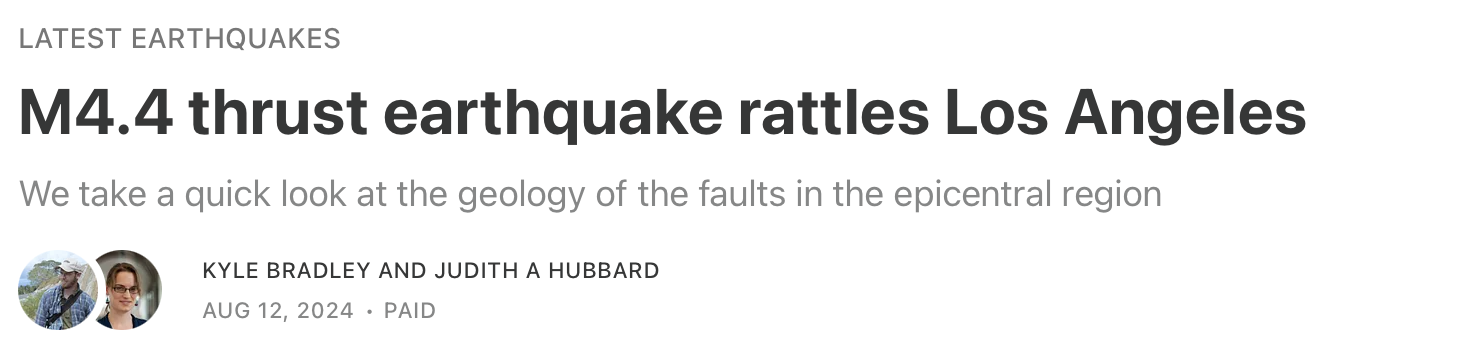 LATEST EARTHQUAKES
M4.4 thrust earthquake rattles Los Angeles
We take a quick look at the geology of the faults in the epicentral region
KYLE BRADLEY AND JUDITH A HUBBARD
AUG 12, 2024 • PAID